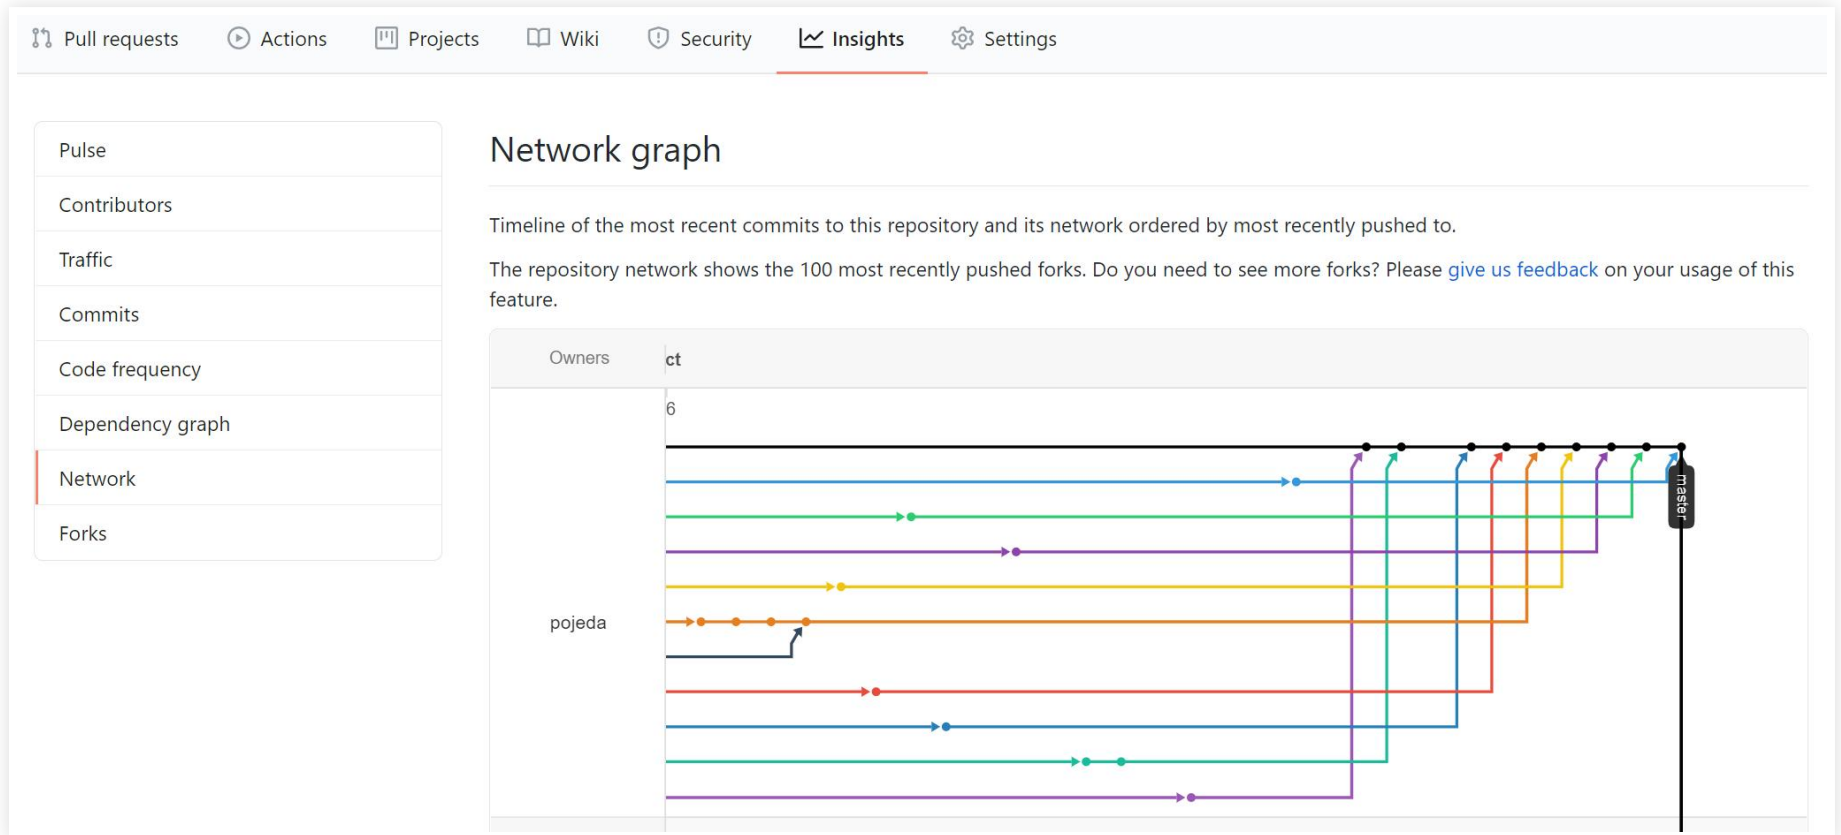 Pull requests Actions Projects Wiki Security Insights Settings
Pulse
Contributors
Traffic
Commits
Code frequency
Dependency graph
Network
Forks
Network graph
Timeline of the most recent commits to this repository and its network ordered by most recently pushed to.
The repository network shows the 100 most recently pushed forks. Do you need to see more forks? Please give us feedback on your usage of this
feature.
Owners ct
6
master
pojeda